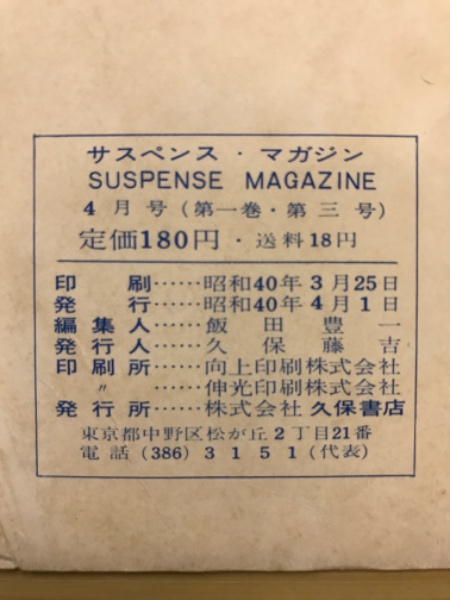 サスペンス・マガジン
SUSPENSE MAGAZINE
4月号(第一巻・第三号)
定価180円・送料18円
印刷……昭和40年3月25日
発行……昭和40年4月1日
編集人……飯田豊一
発行人……久保藤吉
印刷所……向上印刷株式会社
〃……伸光印刷株式会社
発行所……株式会社久保書店
東京都中野区松が丘2丁目21番
電話(386)3151(代表)